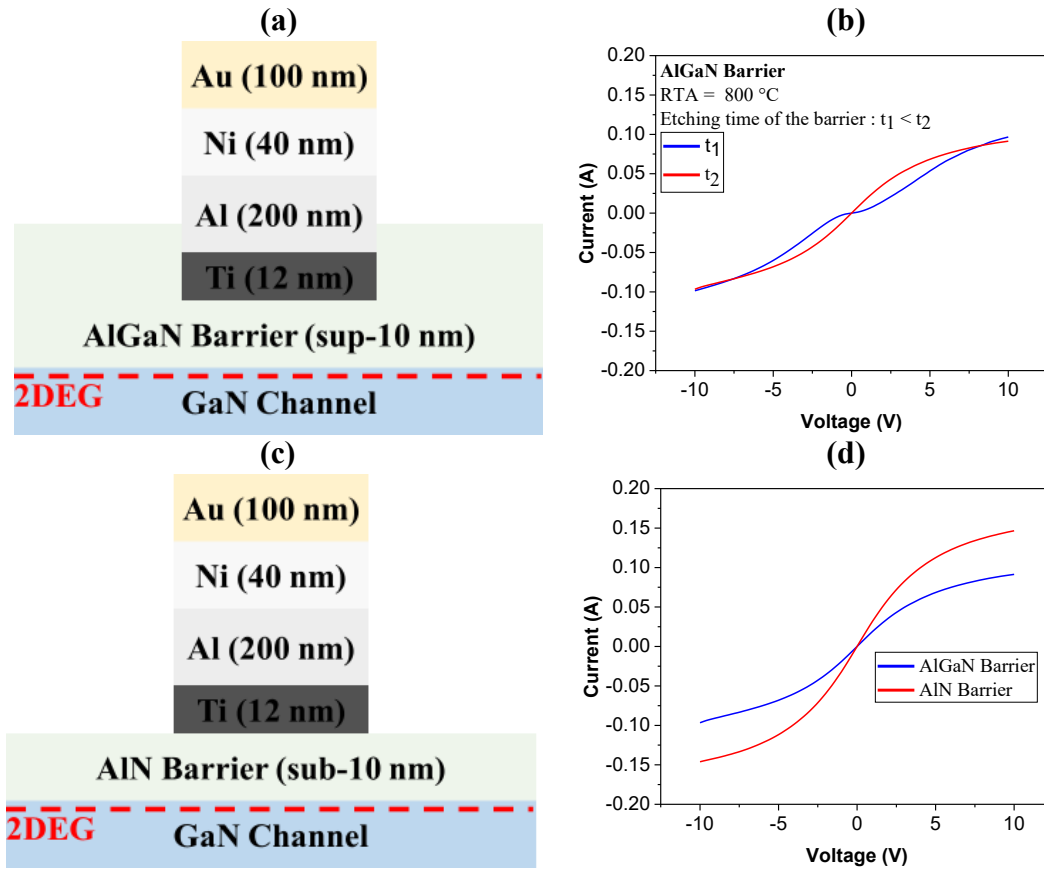 (a)
Au (100 nm)
Ni (40 nm)
Al (200 nm)
Ti (12 nm)
AlGaN Barrier (sup-10 nm)
2DEG
GaN Channel
(b)
AlGaN Barrier
RTA = 800 °C
Etching time of the barrier : t1 < t2
t1
t2
0.20
0.15
0.10
0.05
0.00
-0.05
-0.10
-0.15
-0.20
Current (A)
-10 -5 0 5 10
Voltage (V)
(c)
Au (100 nm)
Ni (40 nm)
Al (200 nm)
Ti (12 nm)
AlN Barrier (sub-10 nm)
2DEG
GaN Channel
(d)
0.20
0.15
0.10
0.05
0.00
-0.05
-0.10
-0.15
-0.20
Current (A)
AlGaN Barrier
AlN Barrier
-10 -5 0 5 10
Voltage (V)